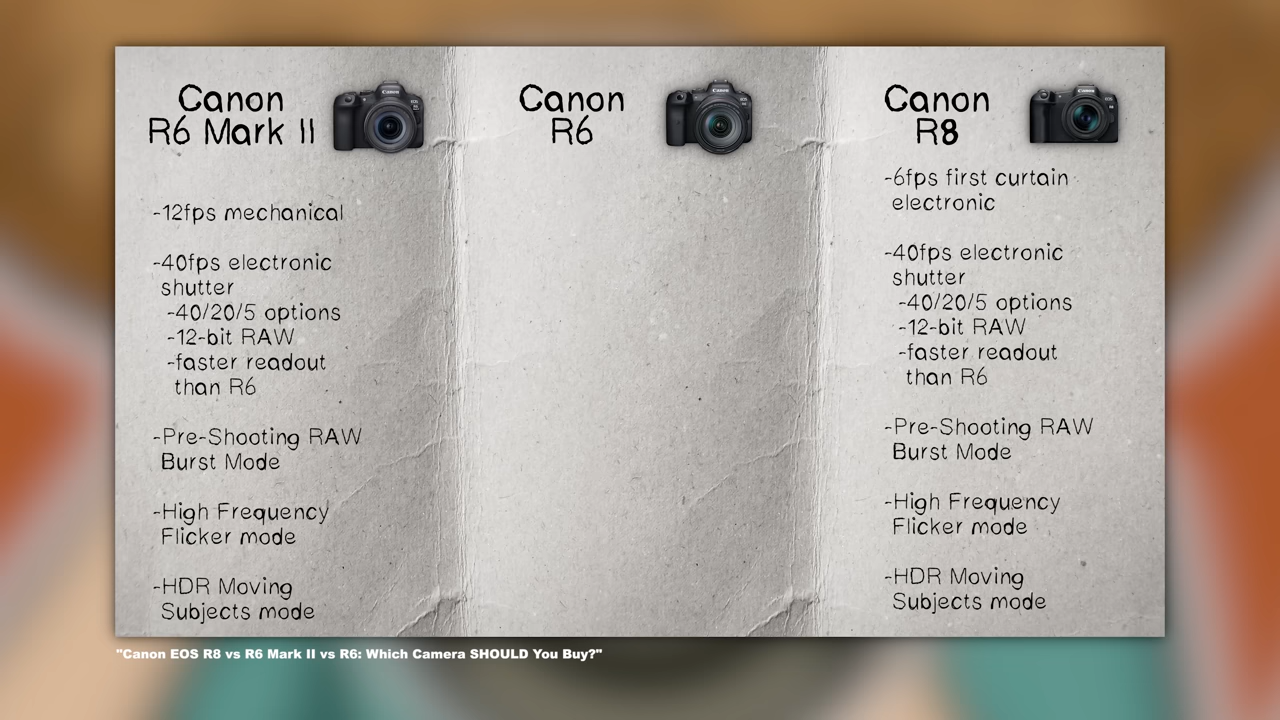 Canon
R6 Mark II
-12fps mechanical
-40fps electronic
shutter
-40/20/5 options
-12-bit RAW
-faster readout
than R6
-Pre-Shooting RAW
Burst Mode
-High Frequency
Flicker mode
-HDR Moving
Subjects mode
Canon
R6
Canon
R8
-6fps first curtain
electronic
-40fps electronic
shutter
-40/20/5 options
-12-bit RAW
-faster readout
than R6
-Pre-Shooting RAW
Burst Mode
-High Frequency
Flicker mode
-HDR Moving
Subjects mode
"Canon EOS R8 vs R6 Mark II vs R6: Which Camera SHOULD You Buy?"